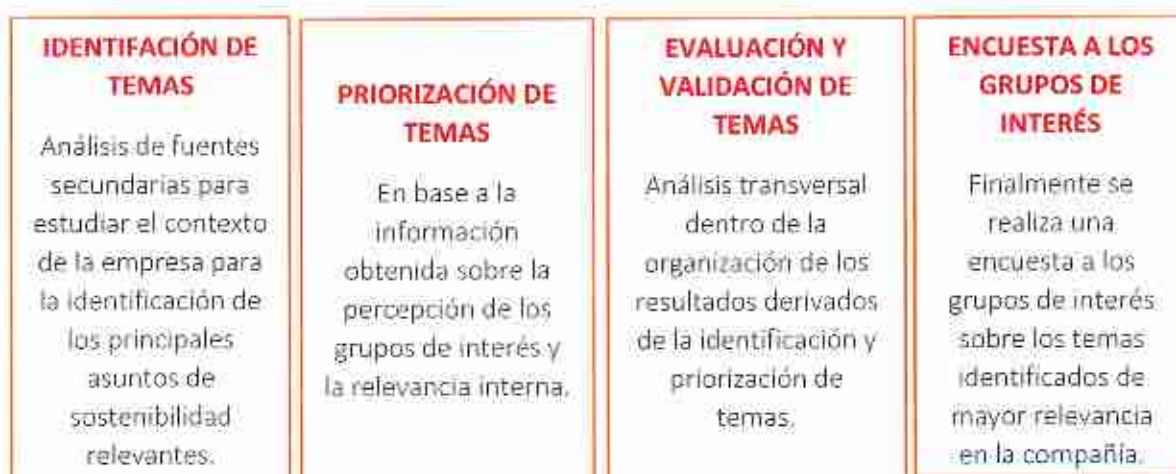 IDENTIFACIÓN DE
TEMAS
Análisis de fuentes
secundarias para
estudiar el contexto
de la empresa para
la identificación de
los principales
asuntos de
sostenibilidad
relevantes.
PRIORIZACIÓN DE
TEMAS
En base a la
información
obtenida sobre la
percepción de los
grupos de interés y
la relevancia interna.
EVALUACIÓN Y
VALIDACIÓN DE
TEMAS
Análisis transversal
dentro de la
organización de los
resultados derivados
de la identificación y
priorización de
temas.
ENCUESTA A LOS
GRUPOS DE
INTERÉS
Finalmente se
realiza una
encuesta a los
grupos de interés
sobre los temas
identificados de
mayor relevancia
en la compañía.